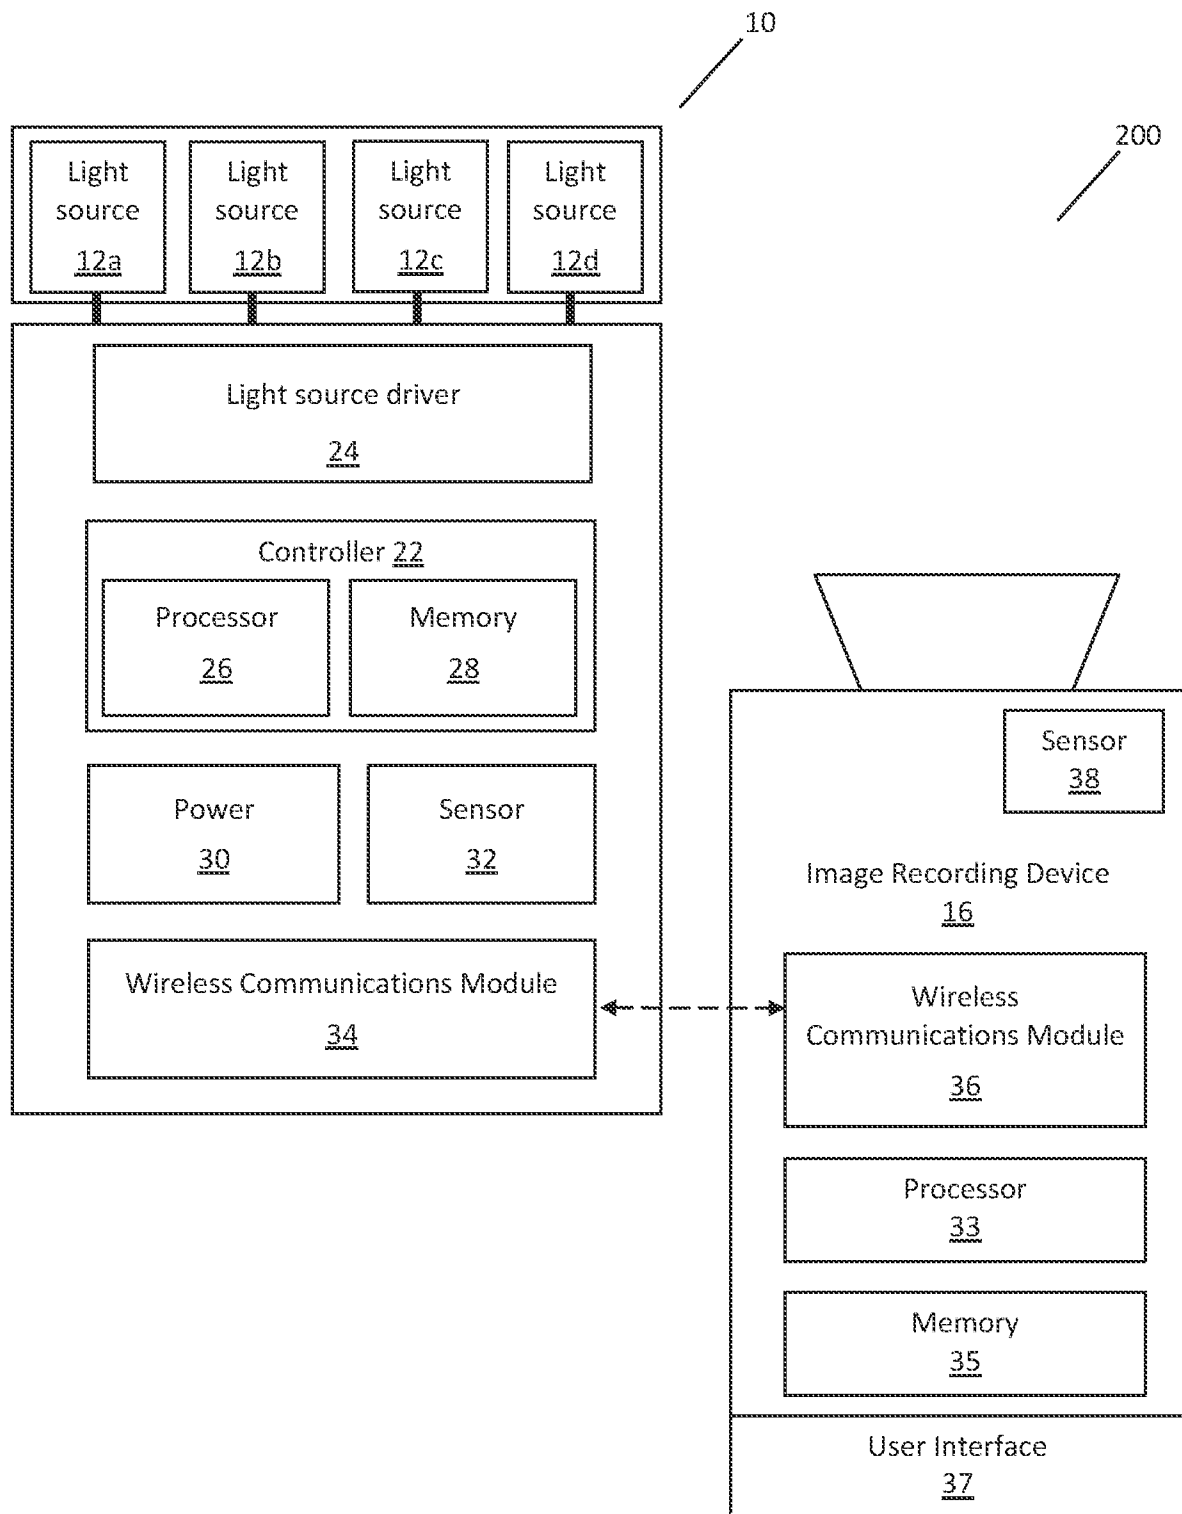 10
200
Light
source
12a
Light
source
12b
Light
source
12c
Light
source
12d
Light source driver
24
Controller 22
Processor
26
Memory
28
Power
30
Sensor
32
Wireless Communications Module
34
Sensor
38
Image Recording Device
16
Wireless
Communications Module
36
Processor
33
Memory
35
User Interface
37